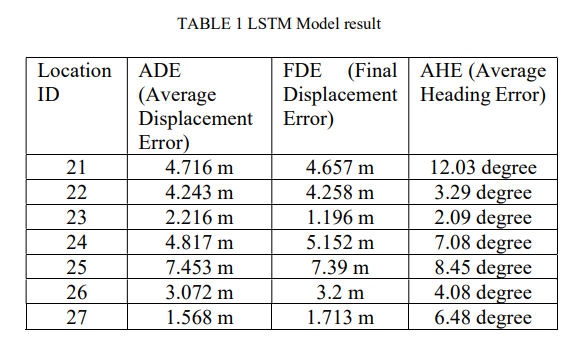 TABLE 1 LSTM Model result
Location ID | ADE (Average Displacement Error) | FDE (Final Displacement Error) | AHE (Average Heading Error)
21 | 4.716 m | 4.657 m | 12.03 degree
22 | 4.243 m | 4.258 m | 3.29 degree
23 | 2.216 m | 1.196 m | 2.09 degree
24 | 4.817 m | 5.152 m | 7.08 degree
25 | 7.453 m | 7.39 m | 8.45 degree
26 | 3.072 m | 3.2 m | 4.08 degree
27 | 1.568 m | 1.713 m | 6.48 degree